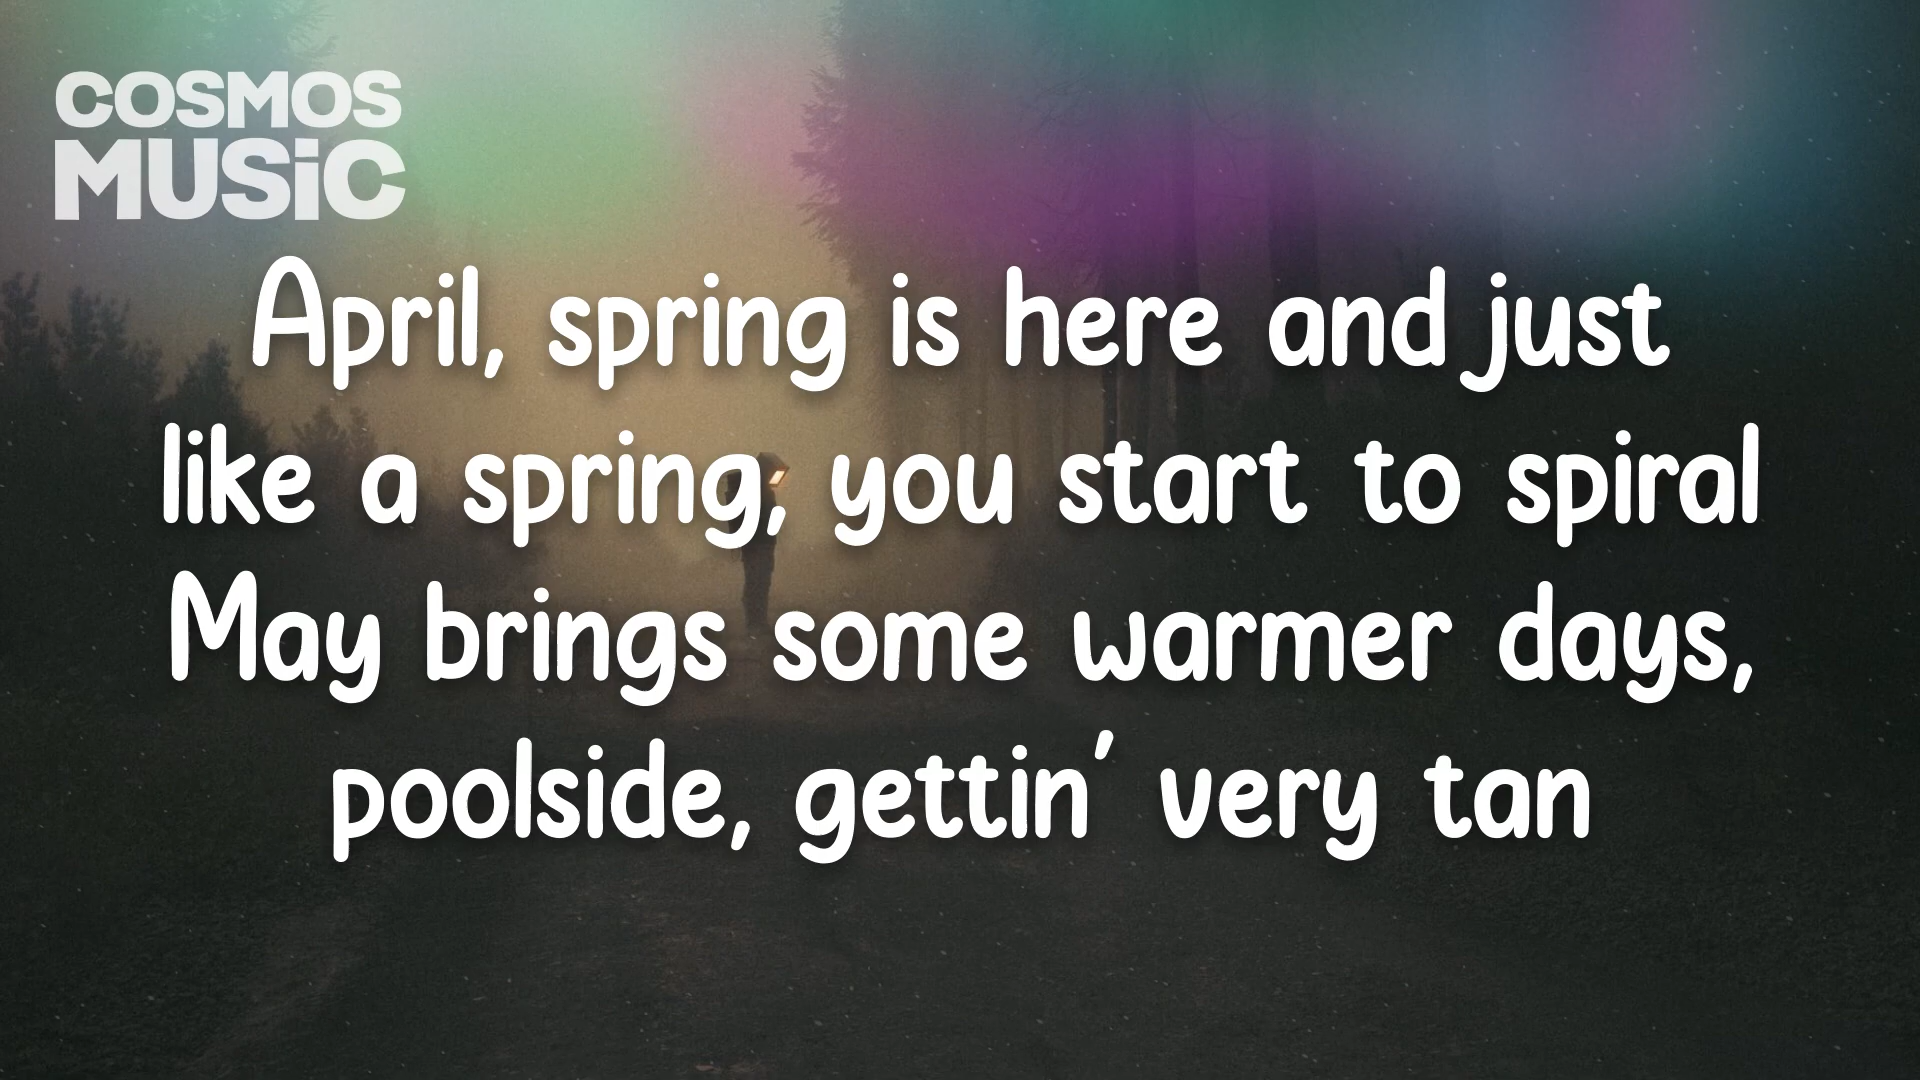 COSMOS
MUSiC
April, spring is here and just
like a spring, you start to spiral
May brings some warmer days,
poolside, gettin' very tan